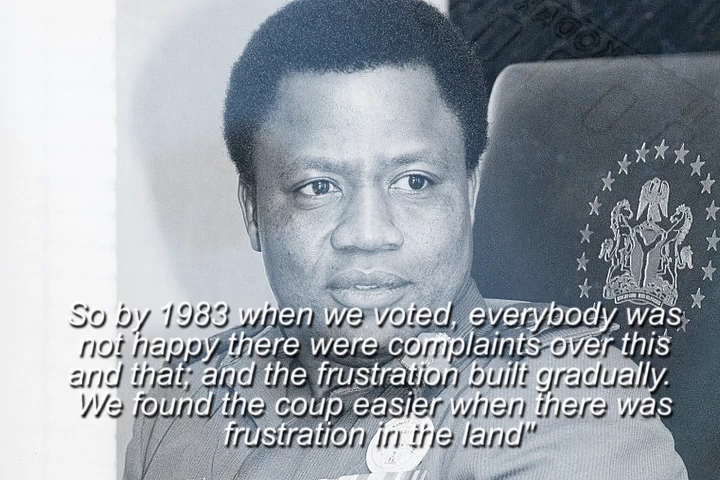 So by 1983 when we voted, everybody was
not happy there were complaints over this
and that; and the frustration built gradually.
We found the coup easier when there was
frustration in the land"